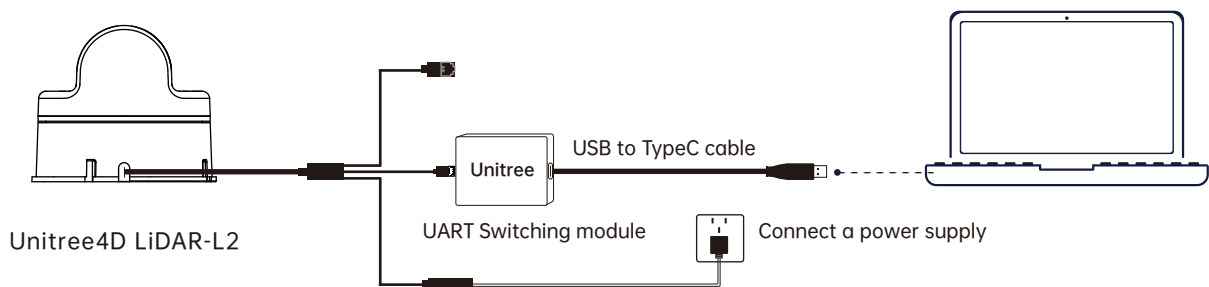 USB to TypeC cable
Unitree
UART Switching module
Connect a power supply
Unitree4D LiDAR-L2